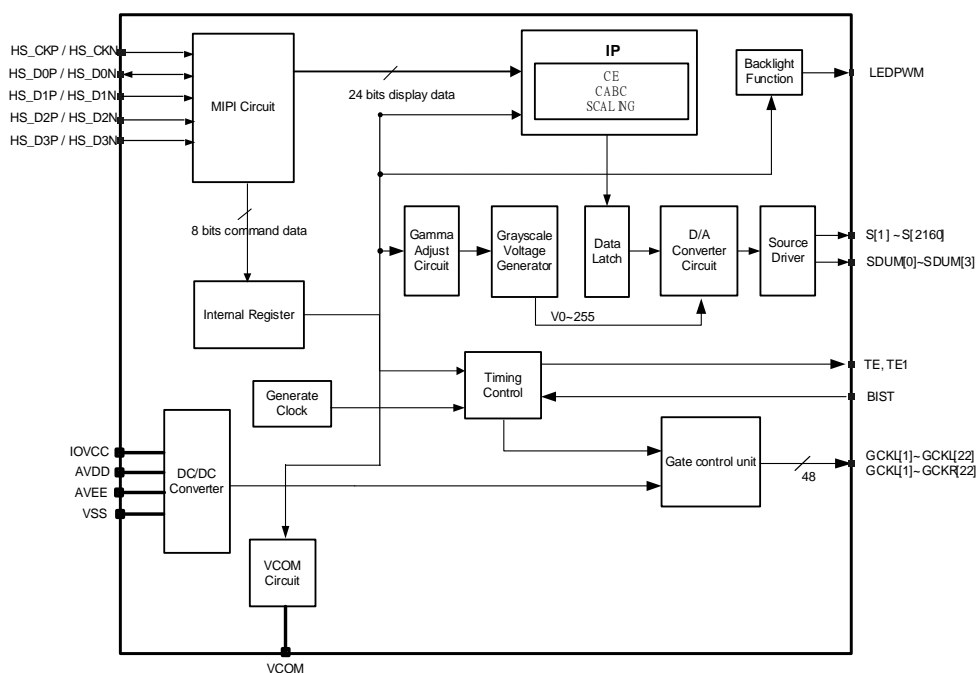 HS_CKP / HS_CKN
HS_D0P / HS_D0N
HS_D1P / HS_D1N
HS_D2P / HS_D2N
HS_D3P / HS_D3N
MIPI Circuit
24 bits display data
IP
CE
CABC
SCALING
Backlight
Function
LEDPWM
8 bits command data
Gamma
Adjust
Circuit
Grayscale
Voltage
Generator
Data
Latch
D/A
Converter
Circuit
Source
Driver
S[1] ~ S[2160]
SDUM[0]~SDUM[3]
Internal Register
V0~255
Generate
Clock
Timing
Control
TE, TE1
BIST
IOVCC
AVDD
AVEE
VSS
DC/DC
Converter
Gate control unit
48
GCKL[1]~GCKL[22]
GCKL[1]~GCKR[22]
VCOM
Circuit
VCOM